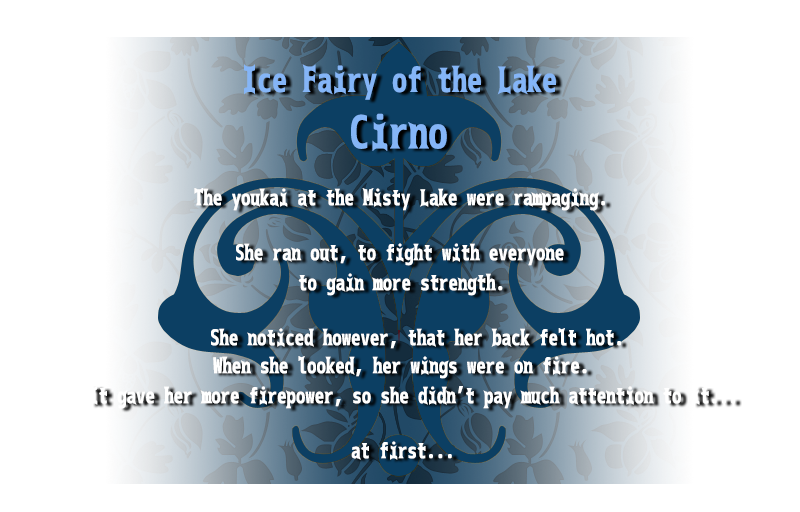 Ice Fairy of the Lake
Cirno
The youkai at the Misty Lake were rampaging.
She ran out, to fight with everyone
to gain more strength.
She noticed however, that her back felt hot.
When she looked, her wings were on fire.
it gave her more firepower, so she didn't pay much attention to it...
at first...